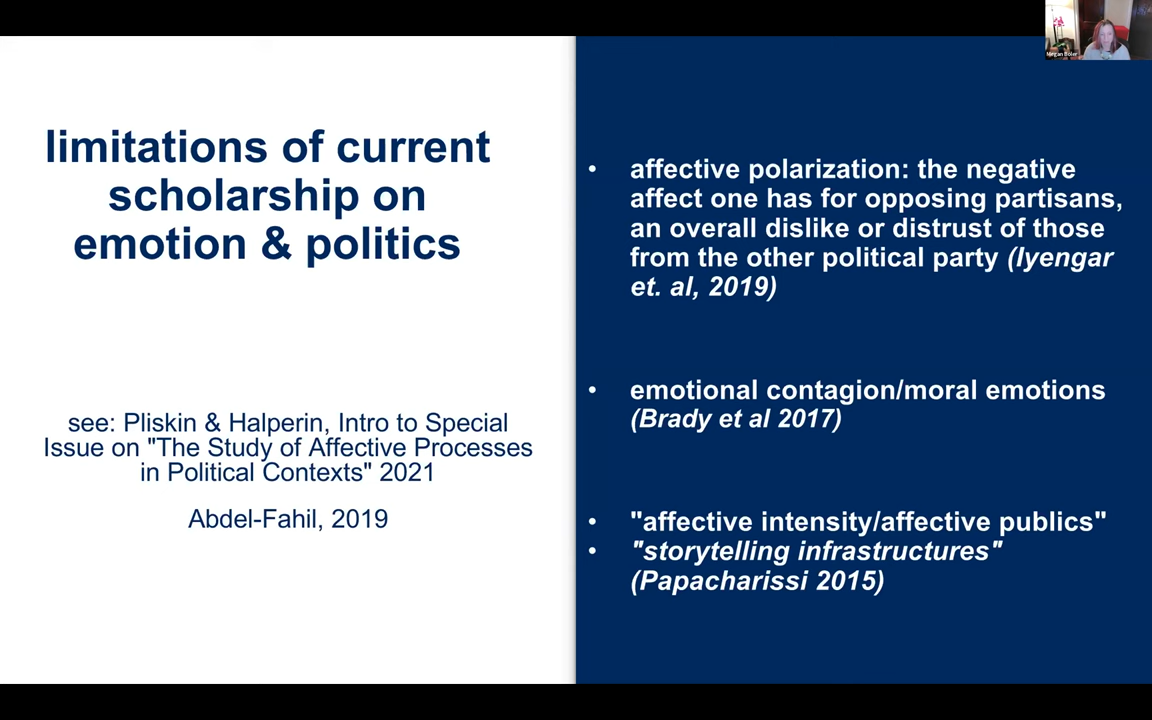 limitations of current
scholarship on
emotion & politics
see: Pliskin & Halperin, Intro to Special
Issue on "The Study of Affective Processes
in Political Contexts" 2021
Abdel-Fahil, 2019
• affective polarization: the negative
affect one has for opposing partisans,
an overall dislike or distrust of those
from the other political party (Iyengar
et. al, 2019)
• emotional contagion/moral emotions
(Brady et al 2017)
• "affective intensity/affective publics"
• "storytelling infrastructures"
(Papacharissi 2015)
Megan Boler